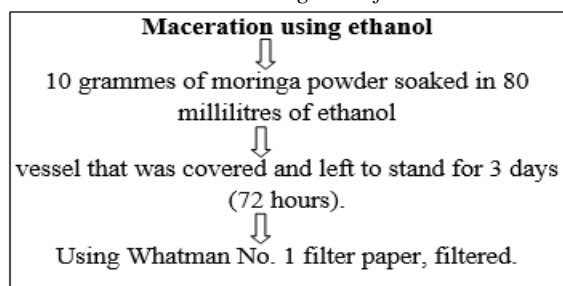 Maceration using ethanol
10 grammes of moringa powder soaked in 80
millilitres of ethanol
vessel that was covered and left to stand for 3 days
(72 hours).
Using Whatman No. 1 filter paper, filtered.